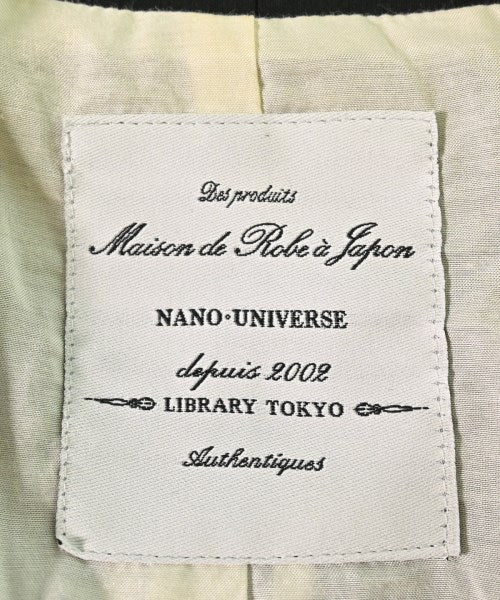 Des produits
Maison de Robe à Japon
NANO·UNIVERSE
depuis 2002
LIBRARY TOKYO
Authentiques